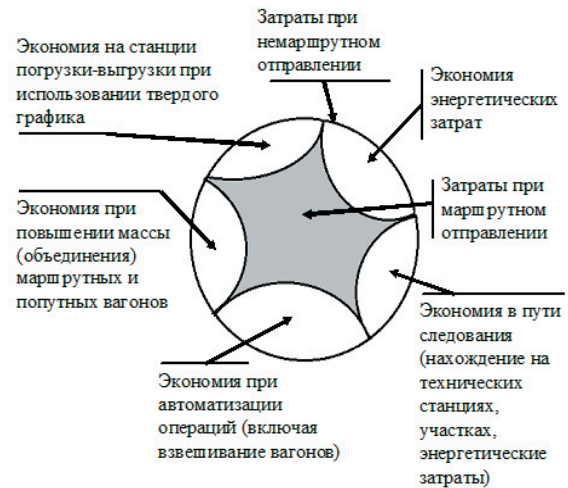 Затраты при
немаршрутном
отправлении
Экономия на станции
погрузки-выгрузки при
использовании твердого
графика
Экономия
энергетических
затрат
Затраты при
маршрутном
отправлении
Экономия при
повышении массы
(объединения)
маршрутных и
попутных вагонов
Экономия в пути
следования
(нахождение на
технических
станциях,
участках,
энергетические
затраты)
Экономия при
автоматизации
операций (включая
взвешивание вагонов)